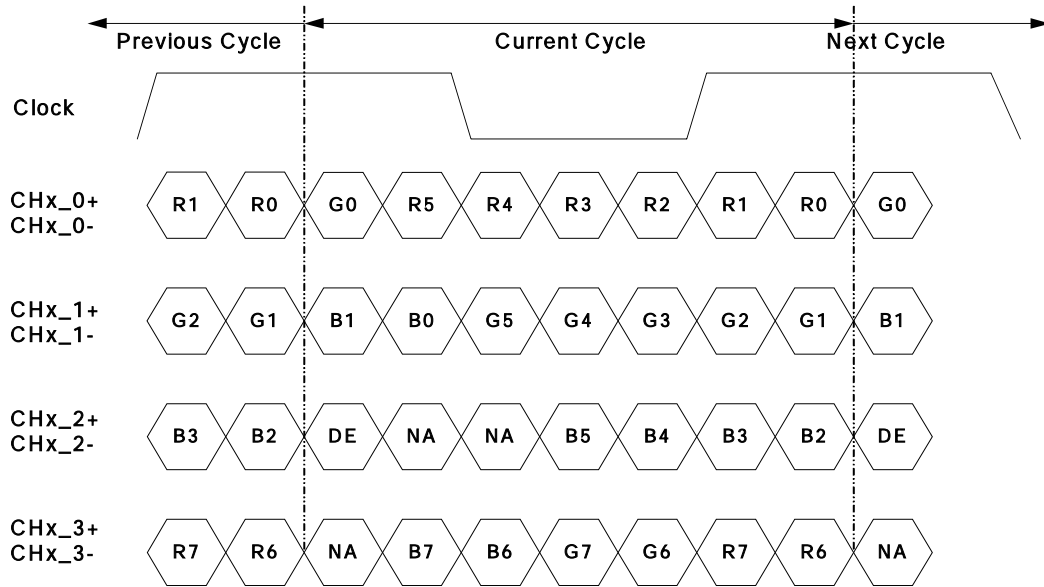 Previous Cycle Current Cycle Next Cycle
Clock
CHx_0+
CHx_0-
R1 R0 G0 R5 R4 R3 R2 R1 R0 G0
CHx_1+
CHx_1-
G2 G1 B1 B0 G5 G4 G3 G2 G1 B1
CHx_2+
CHx_2-
B3 B2 DE NA NA B5 B4 B3 B2 DE
CHx_3+
CHx_3-
R7 R6 NA B7 B6 G7 G6 R7 R6 NA